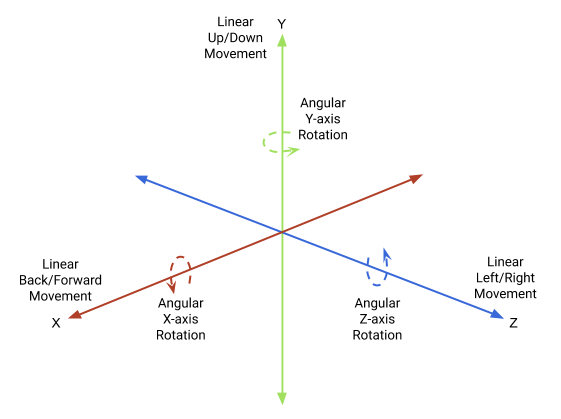 Linear
Up/Down
Movement
Y
Angular
Y-axis
Rotation
Linear
Back/Forward
Movement
X
Angular
X-axis
Rotation
Angular
Z-axis
Rotation
Linear
Left/Right
Movement
Z